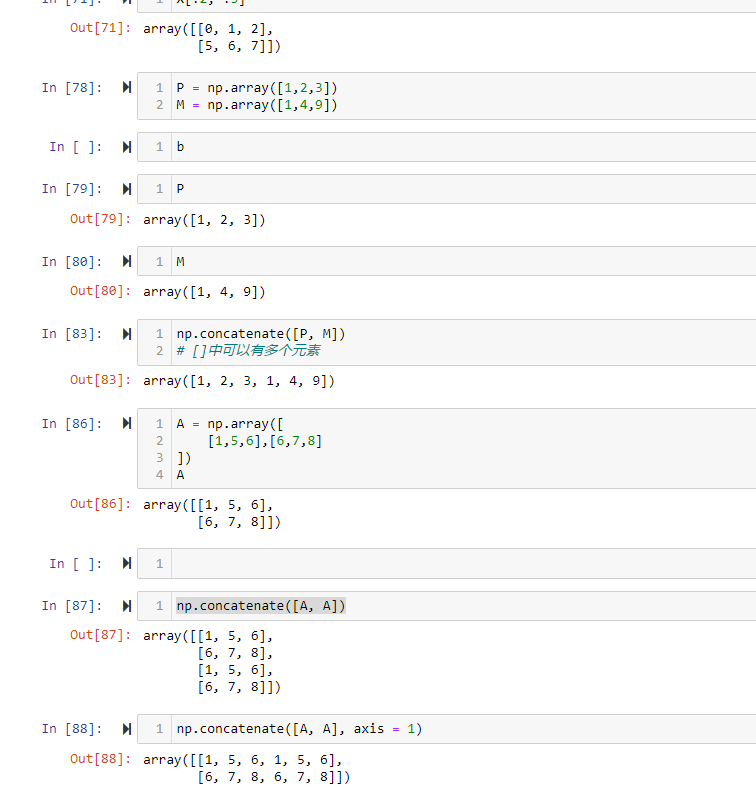 Out[71]: array([[0, 1, 2],
[5, 6, 7]])
In [78]: 1 P = np.array([1,2,3])
2 M = np.array([1,4,9])
In [ ]: 1 b
In [79]: 1 P
Out[79]: array([1, 2, 3])
In [80]: 1 M
Out[80]: array([1, 4, 9])
In [83]: 1 np.concatenate([P, M])
2 # []中可以有多个元素
Out[83]: array([1, 2, 3, 1, 4, 9])
In [86]: 1 A = np.array([
2 [1,5,6],[6,7,8]
3 ])
4 A
Out[86]: array([[1, 5, 6],
[6, 7, 8]])
In [ ]: 1
In [87]: 1 np.concatenate([A, A])
Out[87]: array([[1, 5, 6],
[6, 7, 8],
[1, 5, 6],
[6, 7, 8]])
In [88]: 1 np.concatenate([A, A], axis = 1)
Out[88]: array([[1, 5, 6, 1, 5, 6],
[6, 7, 8, 6, 7, 8]])